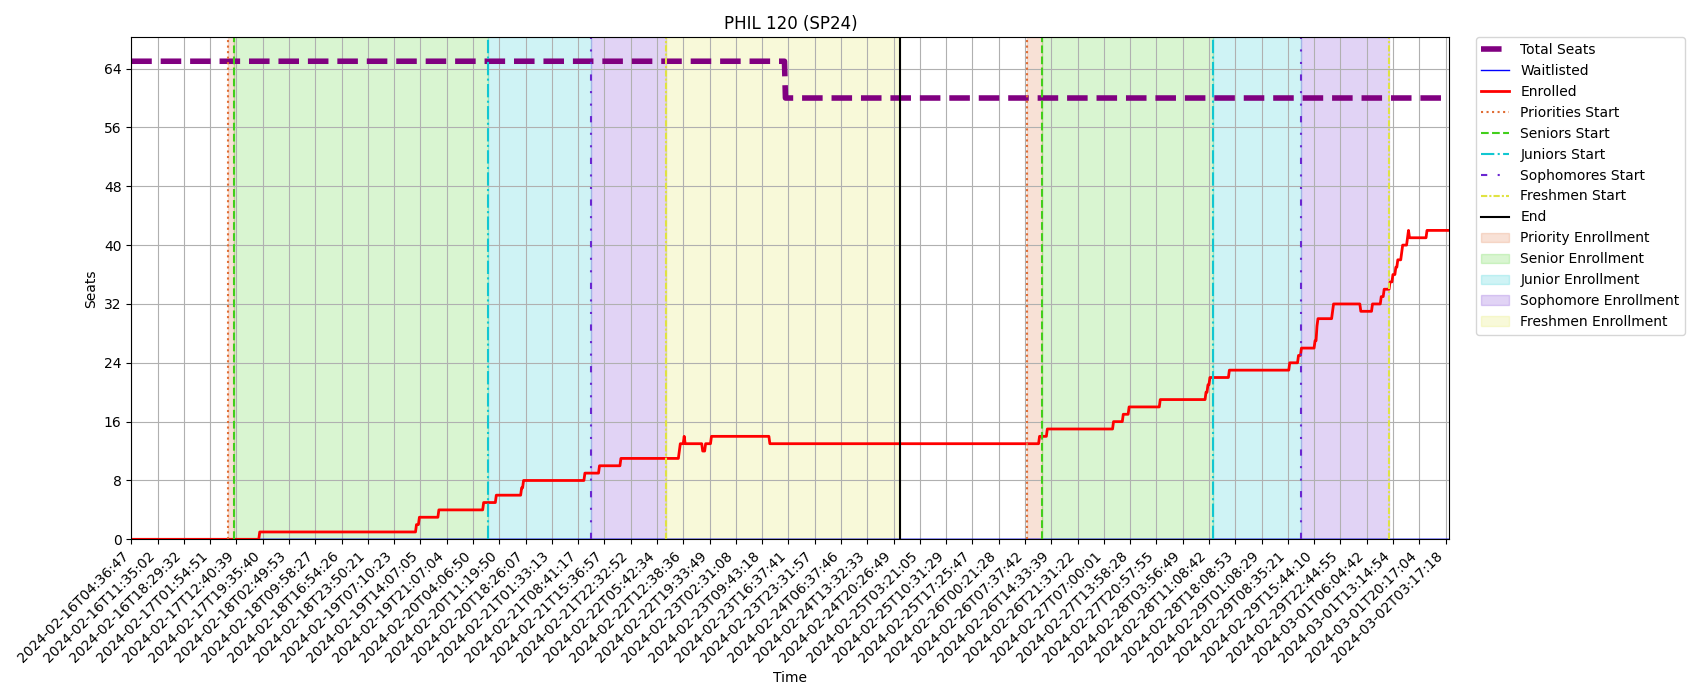 PHIL 120 (SP24)
64
56
48
40
32
24
16
8
0
Seats
2024-02-16T04:36:47
2024-02-16T11:35:02
2024-02-16T18:29:32
2024-02-17T01:54:51
2024-02-17T12:40:39
2024-02-17T19:35:40
2024-02-18T02:49:53
2024-02-18T09:58:27
2024-02-18T16:54:26
2024-02-18T23:50:21
2024-02-19T07:10:23
2024-02-19T14:07:05
2024-02-19T21:07:04
2024-02-20T04:06:50
2024-02-20T11:19:50
2024-02-20T18:26:07
2024-02-21T01:33:13
2024-02-21T08:41:17
2024-02-21T15:36:57
2024-02-21T22:32:52
2024-02-22T05:42:34
2024-02-22T12:38:36
2024-02-22T19:33:49
2024-02-23T02:31:08
2024-02-23T09:43:18
2024-02-23T16:37:41
2024-02-23T23:31:57
2024-02-24T06:37:46
2024-02-24T13:32:33
2024-02-24T20:26:49
2024-02-25T03:21:05
2024-02-25T10:31:29
2024-02-25T17:25:47
2024-02-26T00:21:28
2024-02-26T07:37:42
2024-02-26T14:33:39
2024-02-26T21:31:22
2024-02-27T07:00:01
2024-02-27T13:58:28
2024-02-27T20:57:55
2024-02-28T03:56:49
2024-02-28T11:08:42
2024-02-28T18:08:53
2024-02-29T01:08:29
2024-02-29T08:35:21
2024-02-29T15:44:10
2024-02-29T22:44:55
2024-03-01T06:04:42
2024-03-01T13:14:54
2024-03-01T20:17:04
2024-03-02T03:17:18
Time
Total Seats
Waitlisted
Enrolled
Priorities Start
Seniors Start
Juniors Start
Sophomores Start
Freshmen Start
End
Priority Enrollment
Senior Enrollment
Junior Enrollment
Sophomore Enrollment
Freshmen Enrollment